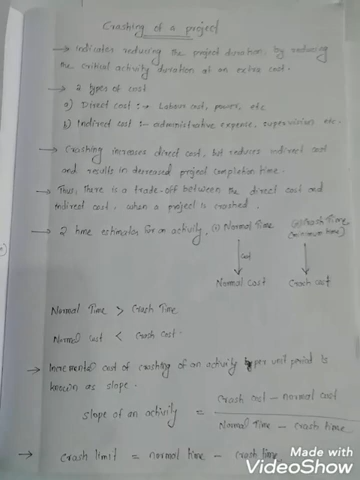 Crashing of a project
→ indicates reducing the project duration, by reducing
the critical activity duration at an extra cost.
→ 2 types of cost
a) Direct cost :→ Labour cost, power, etc
b) Indirect cost :- administrative expense, supervisions etc.
→ Crashing increases direct cost, but reduces indirect cost
and results in decreased project completion time.
→ Thus, there is a trade-off between the direct cost and
indirect cost, when a project is crashed.
→ 2 time estimates for an activity. (i) Normal Time (ii) Crash Time
(minimum time)
cost
Normal cost Crash cost
Normal Time > Crash Time
Normal cost < Crash cost.
→ Incremental cost of crashing of an activity per unit period is
known as slope.
slope of an activity = crash cost - normal cost
Normal Time - crash time
→ crash limit = normal time - crash time
Made with
VideoShow